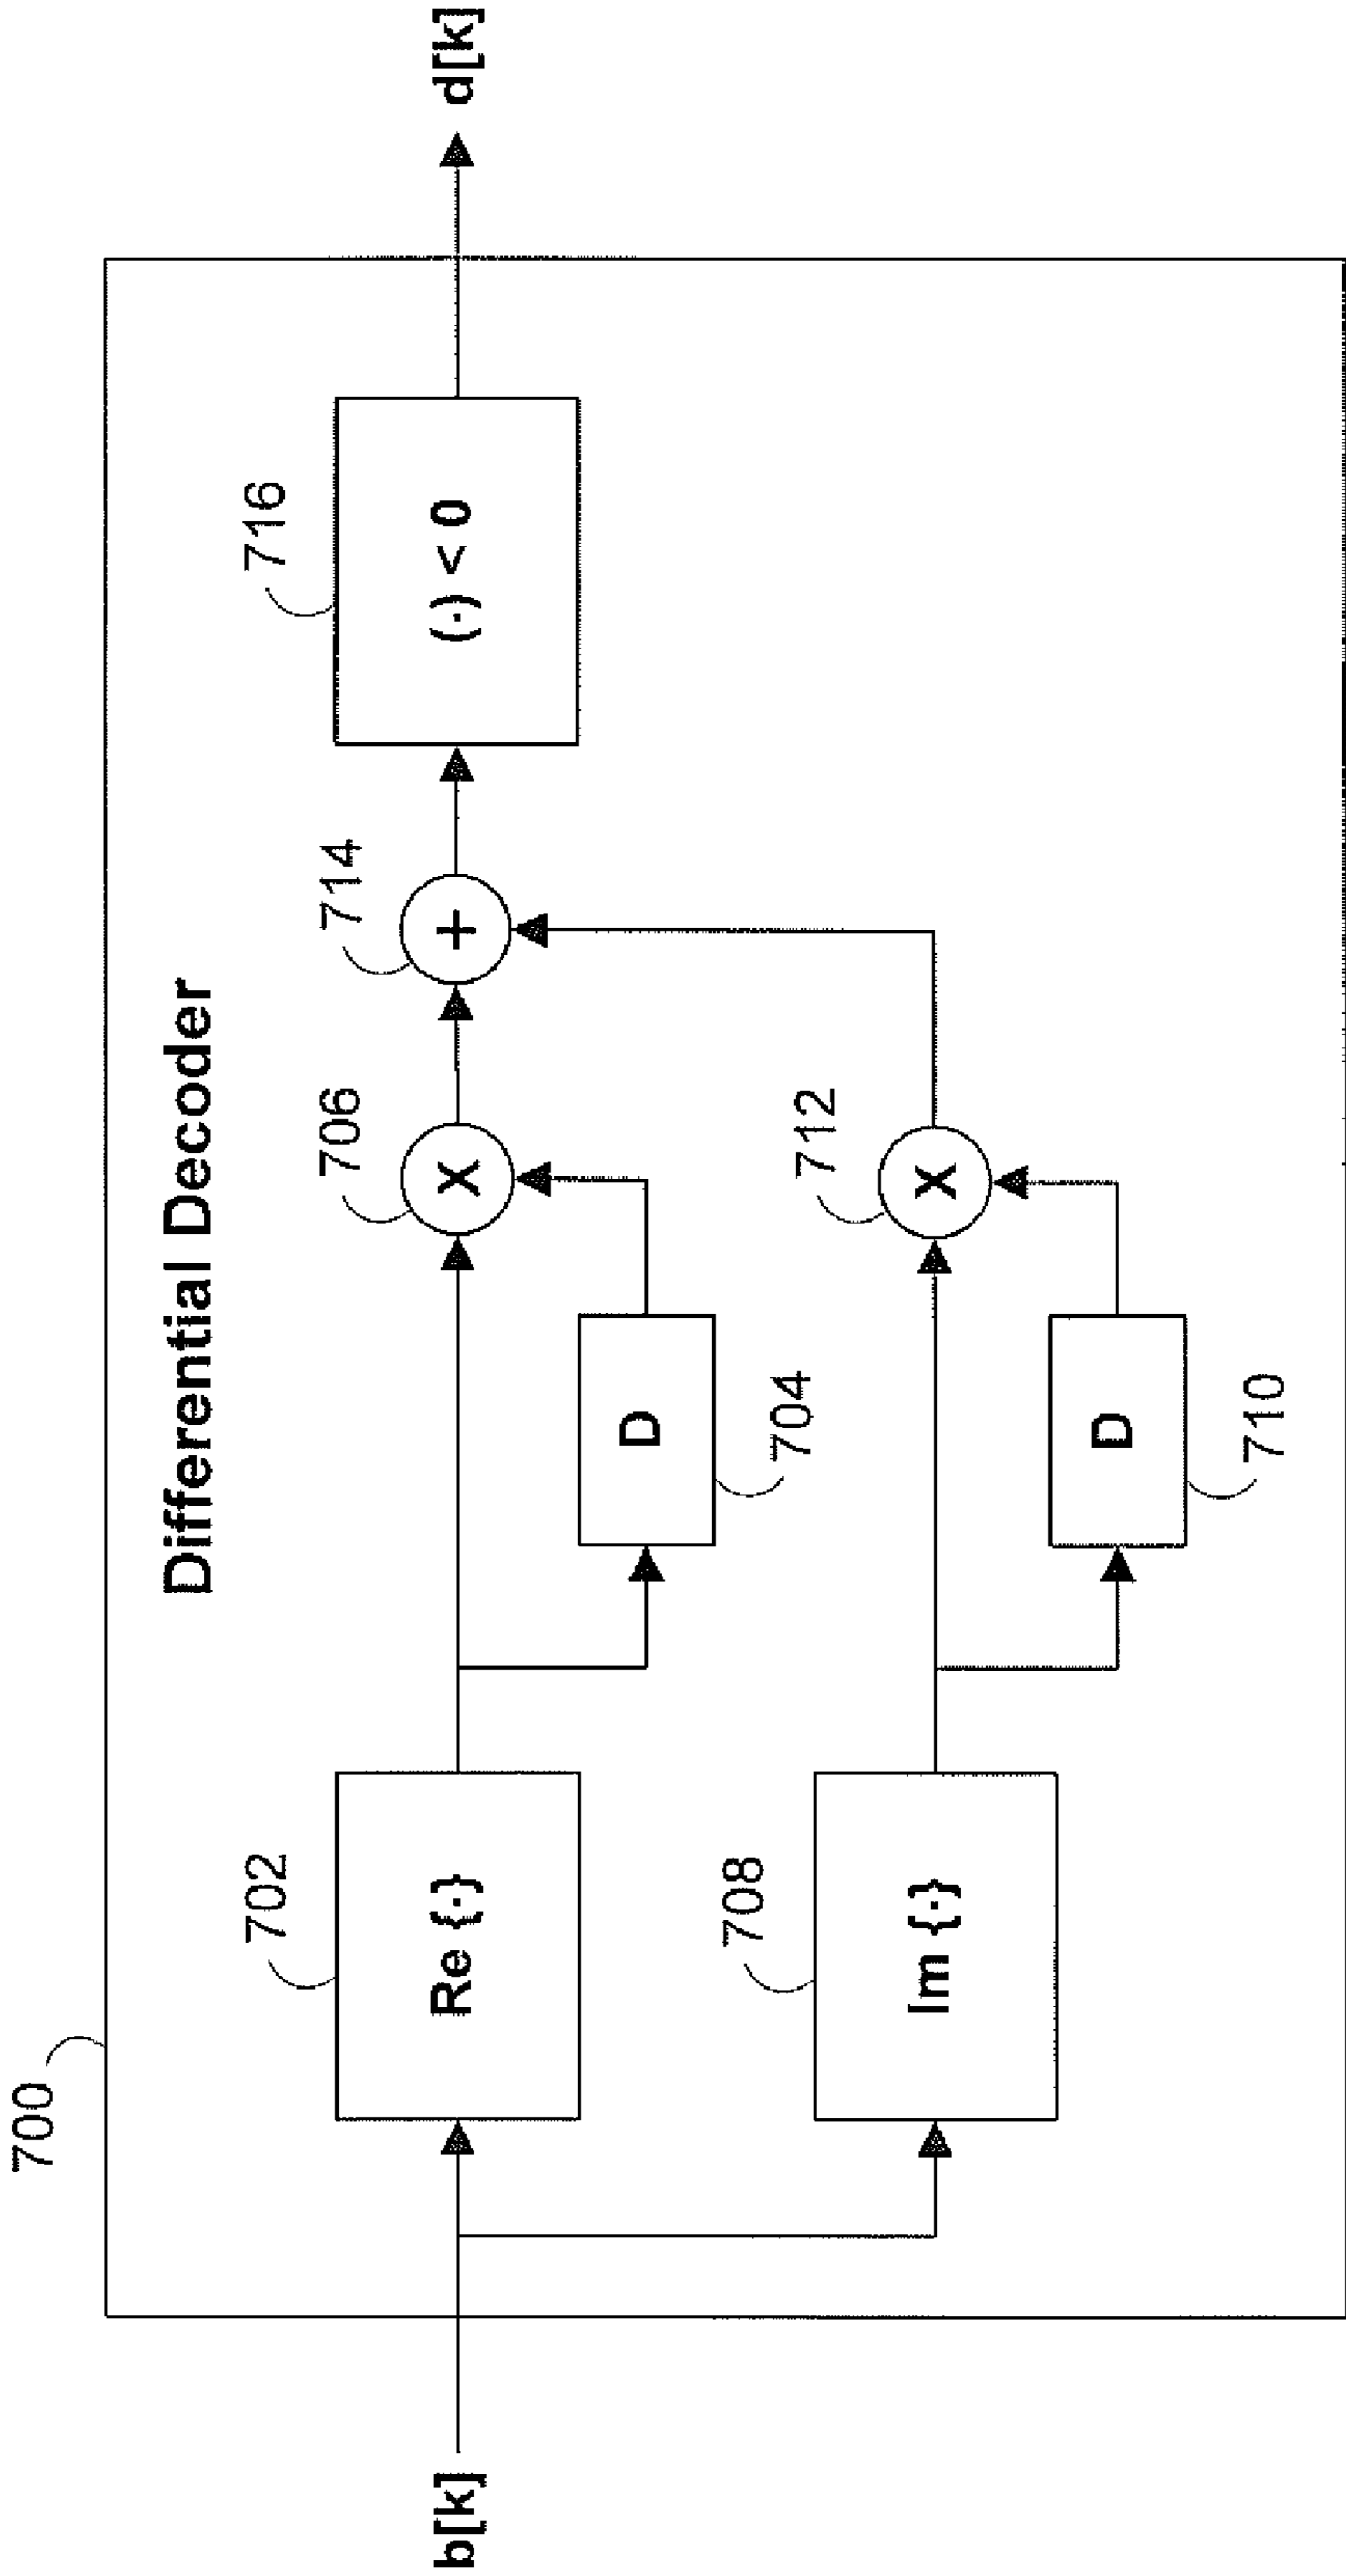 700
Differential Decoder
b[k]
702
Re {·}
704
D
706
X
714
+
716
(·) < 0
d[k]
708
Im {·}
710
D
712
X